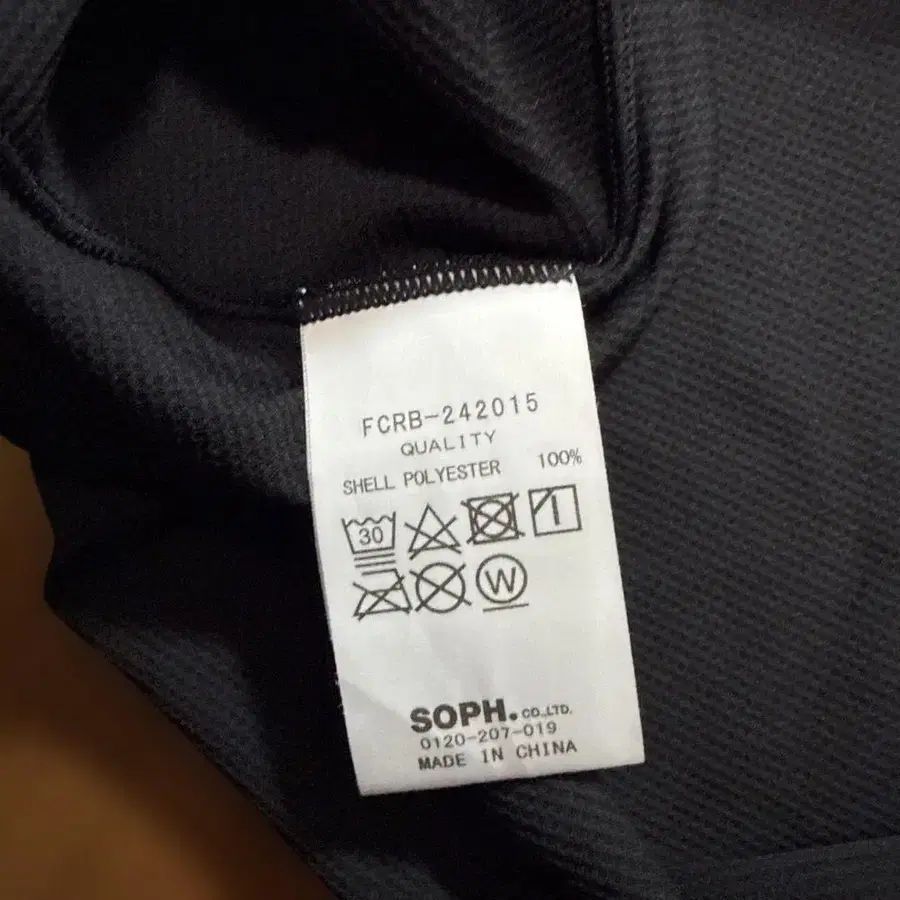 FCRB-242015
QUALITY
SHELL POLYESTER 100%
30
W
SOPH. CO.,LTD.
0120-207-019
MADE IN CHINA